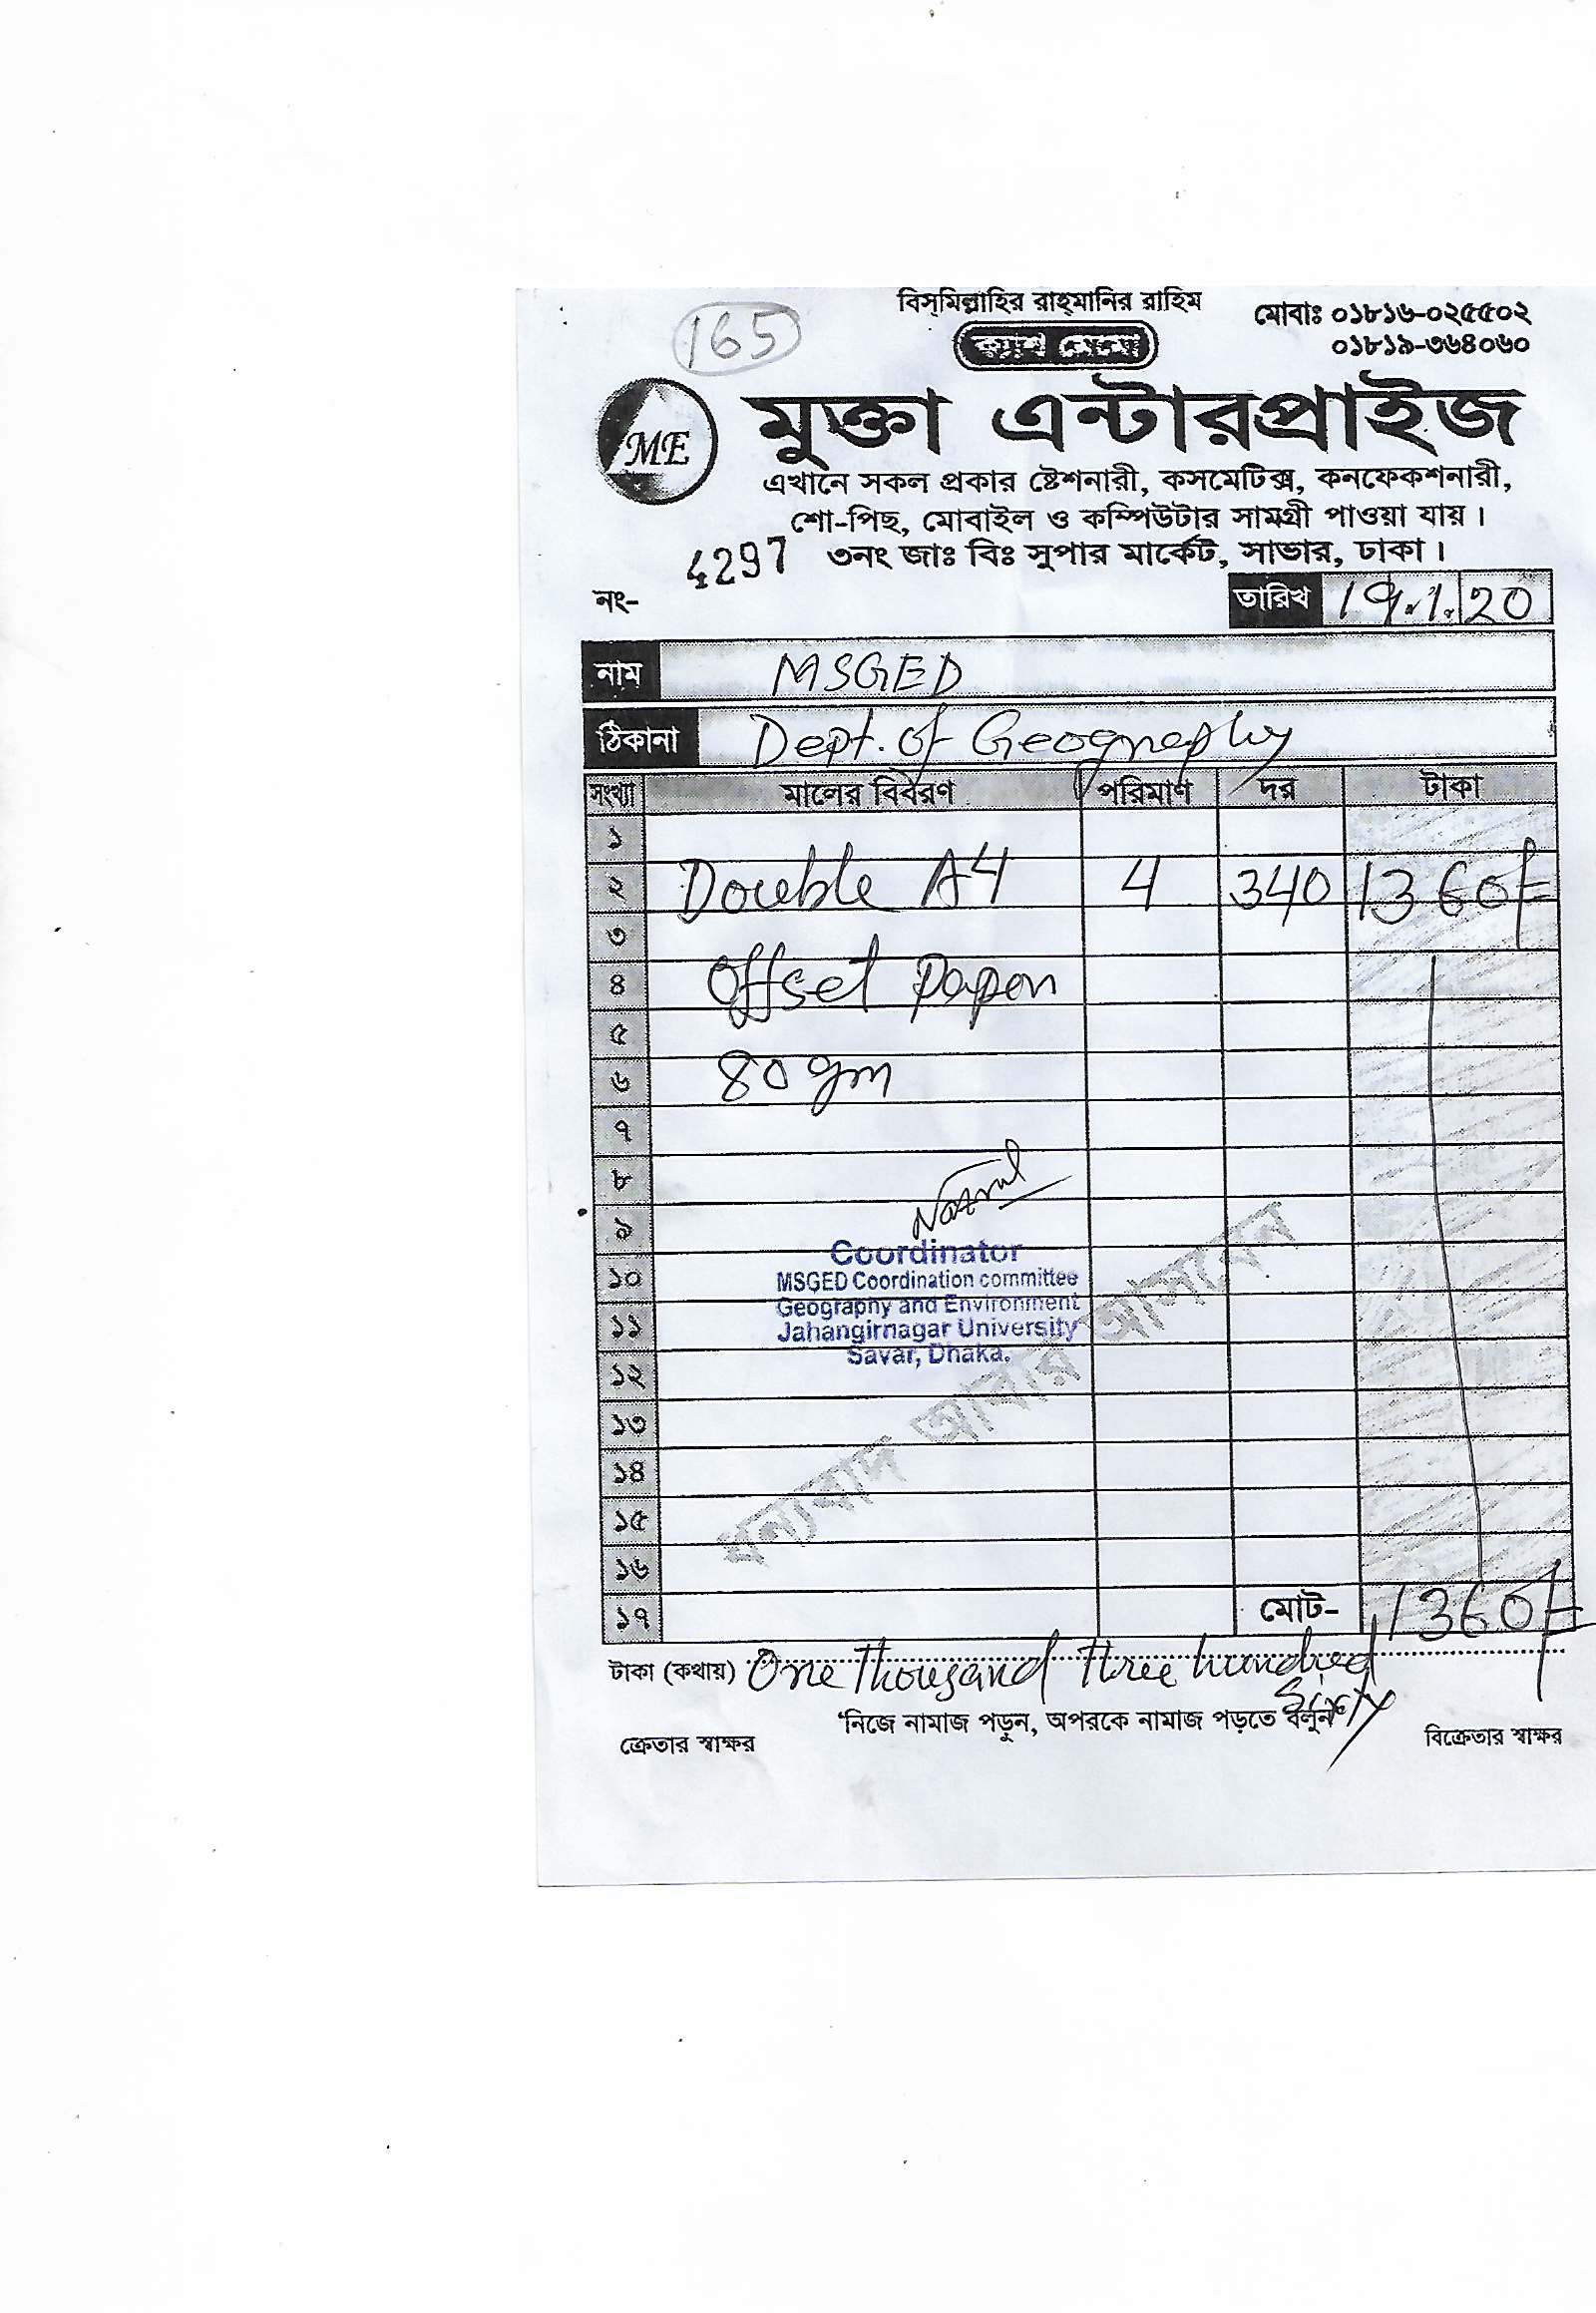 বিস্‌মিল্লাহির রাহ্‌মানির রাহিম
165
ক্যাশ মেমো
মোবাঃ ০১৮১৬-০২৫৫০২
০১৮১৯-৩৬৪০৬০
ME
মুক্তা এন্টারপ্রাইজ
এখানে সকল প্রকার ষ্টেশনারী, কসমেটিক্স, কনফেকশনারী,
শো-পিছ, মোবাইল ও কম্পিউটার সামগ্রী পাওয়া যায়।
৩নং জাঃ বিঃ সুপার মার্কেট, সাভার, ঢাকা।
নং- 4297
তারিখ 19.1.20
নাম MSGED
ঠিকানা Dept. of Geography
সংখ্যা মালের বিবরণ পরিমাণ দর টাকা
১
২ Double A4 4 340 1360/=
৩
৪ Offset Paper
৫
৬ 80 gm
৭
৮
৯
Coordinator
১০ MSGED Coordination committee
Geography and Environment
১১ Jahangirnagar University
Savar, Dhaka.
১২
১৩
১৪
১৫
১৬
ধন্যবাদ আবার আসবেন
১৭ মোট- 1360/=
টাকা (কথায়) One Thousand Three hundred
Sixty
‘নিজে নামাজ পড়ুন, অপরকে নামাজ পড়তে বলুন’
ক্রেতার স্বাক্ষর বিক্রেতার স্বাক্ষর